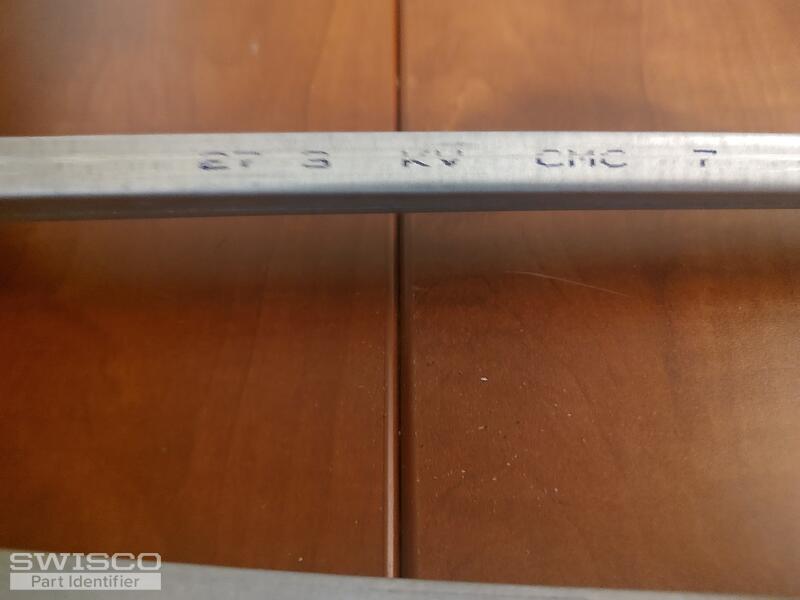 27 3 KV CMC 7
SWISCO
Part Identifier